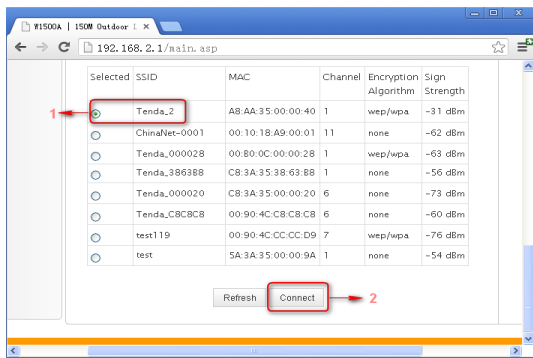 W1500A | 150M Outdoor
192.168.2.1/main.asp
Selected SSID MAC Channel Encryption Algorithm Sign Strength
1 Tenda_2 A8:AA:35:00:00:40 1 wep/wpa -31 dBm
ChinaNet-0001 00:10:18:A9:00:01 11 none -62 dBm
Tenda_000028 00:B0:0C:00:00:28 1 wep/wpa -63 dBm
Tenda_3863B8 C8:3A:35:38:63:B8 1 none -56 dBm
Tenda_000020 C8:3A:35:00:00:20 6 none -73 dBm
Tenda_C8C8C8 00:90:4C:C8:C8:C8 6 none -60 dBm
test119 00:90:4C:CC:CC:D9 7 wep/wpa -76 dBm
test 5A:3A:35:00:00:9A 1 none -54 dBm
Refresh Connect 2